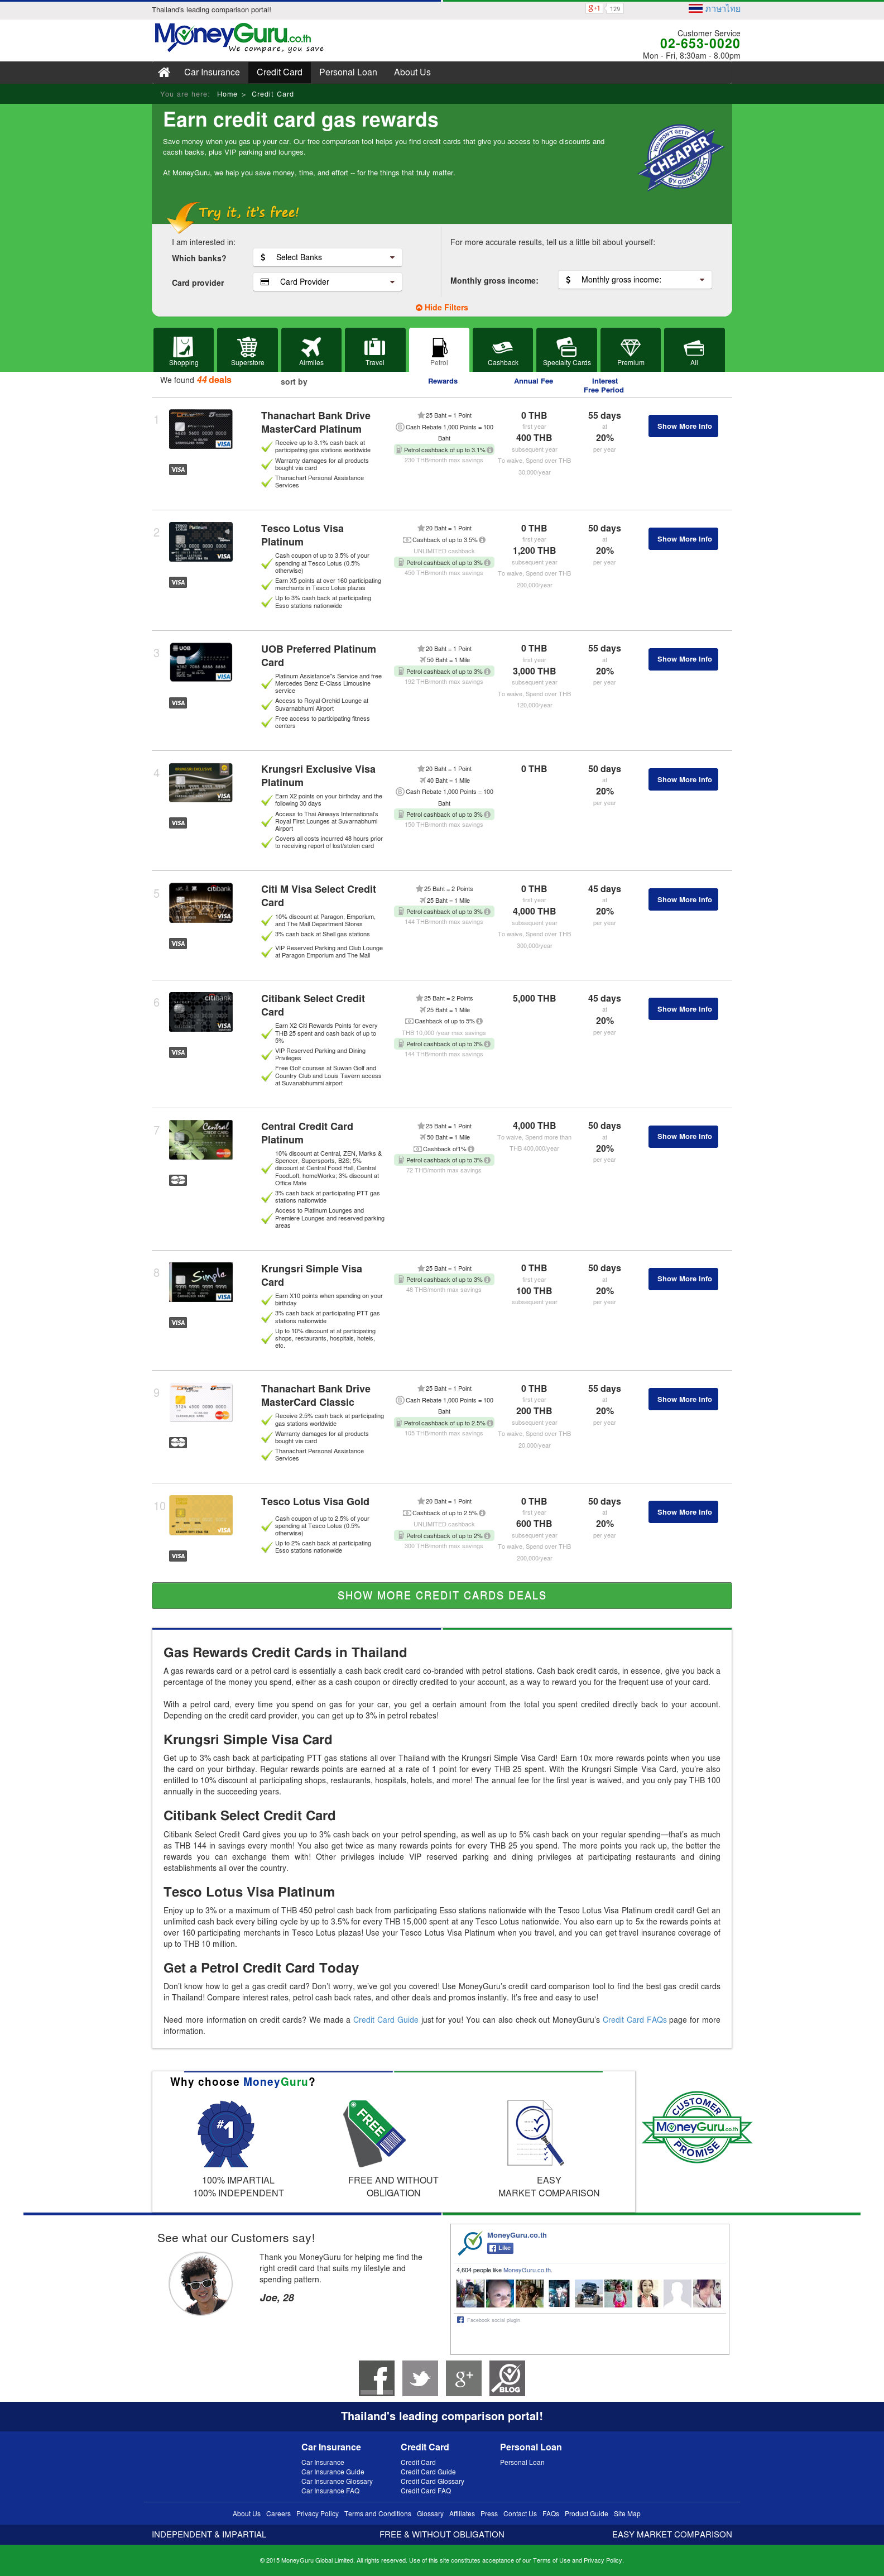 Thailand's leading comparison portal!
+1
129
ภาษาไทย
MoneyGuru.co.th
We compare, you save
Customer Service
02-653-0020
Mon - Fri, 8:30am - 8.00pm
Car Insurance
Credit Card
Personal Loan
About Us
You are here: Home > Credit Card
Earn credit card gas rewards
Save money when you gas up your car. Our free comparison tool helps you find credit cards that give you access to huge discounts and
cacsh backs, plus VIP parking and lounges.
At MoneyGuru, we help you save money, time, and effort -- for the things that truly matter.
YOU WON'T GET IT
CHEAPER
BY GOING DIRECT
Try it, it's free!
I am interested in:
Which banks?
Select Banks
Card provider
Card Provider
For more accurate results, tell us a little bit about yourself:
Monthly gross income:
Monthly gross income:
Hide Filters
Shopping
Superstore
Airmiles
Travel
Petrol
Cashback
Specialty Cards
Premium
All
We found 44 deals
sort by
Rewards
Annual Fee
Interest
Free Period
1
Thanachart Bank Drive
MasterCard Platinum
Receive up to 3.1% cash back at
participating gas stations worldwide
Warranty damages for all products
bought via card
Thanachart Personal Assistance
Services
25 Baht = 1 Point
Cash Rebate 1,000 Points = 100
Baht
Petrol cashback of up to 3.1%
230 THB/month max savings
0 THB
first year
400 THB
subsequent year
To waive, Spend over THB
30,000/year
55 days
at
20%
per year
Show More Info
VISA
2
Tesco Lotus Visa
Platinum
Cash coupon of up to 3.5% of your
spending at Tesco Lotus (0.5%
otherwise)
Earn X5 points at over 160 participating
merchants in Tesco Lotus plazas
Up to 3% cash back at participating
Esso stations nationwide
20 Baht = 1 Point
Cashback of up to 3.5%
UNLIMITED cashback
Petrol cashback of up to 3%
450 THB/month max savings
0 THB
first year
1,200 THB
subsequent year
To waive, Spend over THB
200,000/year
50 days
at
20%
per year
Show More Info
VISA
3
UOB Preferred Platinum
Card
Platinum Assistance"s Service and free
Mercedes Benz E-Class Limousine
service
Access to Royal Orchid Lounge at
Suvarnabhumi Airport
Free access to participating fitness
centers
20 Baht = 1 Point
50 Baht = 1 Mile
Petrol cashback of up to 3%
192 THB/month max savings
0 THB
first year
3,000 THB
subsequent year
To waive, Spend over THB
120,000/year
55 days
at
20%
per year
Show More Info
VISA
4
Krungsri Exclusive Visa
Platinum
Earn X2 points on your birthday and the
following 30 days
Access to Thai Airways International's
Royal First Lounges at Suvarnabhumi
Airport
Covers all costs incurred 48 hours prior
to receiving report of lost/stolen card
20 Baht = 1 Point
40 Baht = 1 Mile
Cash Rebate 1,000 Points = 100
Baht
Petrol cashback of up to 3%
150 THB/month max savings
0 THB
50 days
at
20%
per year
Show More Info
VISA
5
Citi M Visa Select Credit
Card
10% discount at Paragon, Emporium,
and The Mall Department Stores
3% cash back at Shell gas stations
VIP Reserved Parking and Club Lounge
at Paragon Emporium and The Mall
25 Baht = 2 Points
25 Baht = 1 Mile
Petrol cashback of up to 3%
144 THB/month max savings
0 THB
first year
4,000 THB
subsequent year
To waive, Spend over THB
300,000/year
45 days
at
20%
per year
Show More Info
VISA
6
Citibank Select Credit
Card
Earn X2 Citi Rewards Points for every
THB 25 spent and cash back of up to
5%
VIP Reserved Parking and Dining
Privileges
Free Golf courses at Suwan Golf and
Country Club and Louis Tavern access
at Suvanabhummi airport
25 Baht = 2 Points
25 Baht = 1 Mile
Cashback of up to 5%
THB 10,000 /year max savings
Petrol cashback of up to 3%
144 THB/month max savings
5,000 THB
45 days
at
20%
per year
Show More Info
VISA
7
Central Credit Card
Platinum
10% discount at Central, ZEN, Marks &
Spencer, Supersports, B2S; 5%
discount at Central Food Hall, Central
FoodLoft, homeWorks; 3% discount at
Office Mate
3% cash back at participating PTT gas
stations nationwide
Access to Platinum Lounges and
Premiere Lounges and reserved parking
areas
25 Baht = 1 Point
50 Baht = 1 Mile
Cashback of1%
Petrol cashback of up to 3%
72 THB/month max savings
4,000 THB
To waive, Spend more than
THB 400,000/year
50 days
at
20%
per year
Show More Info
8
Krungsri Simple Visa
Card
Earn X10 points when spending on your
birthday
3% cash back at participating PTT gas
stations nationwide
Up to 10% discount at at participating
shops, restaurants, hospitals, hotels,
etc.
25 Baht = 1 Point
Petrol cashback of up to 3%
48 THB/month max savings
0 THB
first year
100 THB
subsequent year
50 days
at
20%
per year
Show More Info
VISA
9
Thanachart Bank Drive
MasterCard Classic
Receive 2.5% cash back at participating
gas stations worldwide
Warranty damages for all products
bought via card
Thanachart Personal Assistance
Services
25 Baht = 1 Point
Cash Rebate 1,000 Points = 100
Baht
Petrol cashback of up to 2.5%
105 THB/month max savings
0 THB
first year
200 THB
subsequent year
To waive, Spend over THB
20,000/year
55 days
at
20%
per year
Show More Info
10
Tesco Lotus Visa Gold
Cash coupon of up to 2.5% of your
spending at Tesco Lotus (0.5%
otherwise)
Up to 2% cash back at participating
Esso stations nationwide
20 Baht = 1 Point
Cashback of up to 2.5%
UNLIMITED cashback
Petrol cashback of up to 2%
300 THB/month max savings
0 THB
first year
600 THB
subsequent year
To waive, Spend over THB
200,000/year
50 days
at
20%
per year
Show More Info
VISA
SHOW MORE CREDIT CARDS DEALS
Gas Rewards Credit Cards in Thailand
A gas rewards card or a petrol card is essentially a cash back credit card co-branded with petrol stations. Cash back credit cards, in essence, give you back a
percentage of the money you spend, either as a cash coupon or directly credited to your account, as a way to reward you for the frequent use of your card.
With a petrol card, every time you spend on gas for your car, you get a certain amount from the total you spent credited directly back to your account.
Depending on the card provider, you can get up to 3% in petrol rebates!
Krungsri Simple Visa Card
Get up to 3% cash back at participating PTT gas stations all over Thailand with the Krungsri Simple Visa Card! Earn 10x more rewards points when you use
the card on your birthday. Regular rewards points are earned at a rate of 1 point for every THB 25 spent. With the Krungsri Simple Visa Card, you're also
entitled to 10% discount at participating shops, restaurants, hospitals, hotels, and more! The annual fee for the first year is waived, and you only pay THB 100
annually in the succeeding years.
Citibank Select Credit Card
Citibank Select Credit Card gives you up to 3% cash back on your petrol spending, as well as up to 5% cash back on your regular spending—that's as much
as THB 144 in savings every month! You also get twice as many rewards points for every THB 25 you spend. The more points you rack up, the better the
rewards you can exchange them with! Other privileges include VIP reserved parking and dining privileges at participating restaurants and dining
establishments all over the country.
Tesco Lotus Visa Platinum
Enjoy up to 3% or a maximum of THB 450 petrol cash back from participating Esso stations nationwide with the Tesco Lotus Visa Platinum credit card! Get an
unlimited cash back every billing cycle by up to 3.5% for every THB 15,000 spent at any Tesco Lotus nationwide. You also earn up to 5x the rewards points at
over 160 participating merchants in Tesco Lotus plazas! Use your Tesco Lotus Visa Platinum when you travel, and you can get travel insurance coverage of
up to THB 10 million.
Get a Petrol Credit Card Today
Don't know how to get a gas credit card? Don't worry, we've got you covered! Use MoneyGuru's credit card comparison tool to find the best gas credit cards
in Thailand! Compare interest rates, petrol cash back rates, and other deals and promos instantly. It's free and easy to use!
Need more information on credit cards? We made a Credit Card Guide just for you! You can also check out MoneyGuru's Credit Card FAQs page for more
information.
Why choose MoneyGuru?
#1
100% IMPARTIAL
100% INDEPENDENT
FREE
FREE AND WITHOUT
OBLIGATION
EASY
MARKET COMPARISON
CUSTOMER
MoneyGuru.co.th
PROMISE
See what our Customers say!
Thank you MoneyGuru for helping me find the
right credit card that suits my lifestyle and
spending pattern.
Joe, 28
MoneyGuru.co.th
Like
4,604 people like MoneyGuru.co.th.
Facebook social plugin
BLOG
Thailand's leading comparison portal!
Car Insurance
Car Insurance
Car Insurance Guide
Car Insurance Glossary
Car Insurance FAQ
Credit Card
Credit Card
Credit Card Guide
Credit Card Glossary
Credit Card FAQ
Personal Loan
Personal Loan
About Us Careers Privacy Policy Terms and Conditions Glossary Affiliates Press Contact Us FAQs Product Guide Site Map
INDEPENDENT & IMPARTIAL
FREE & WITHOUT OBLIGATION
EASY MARKET COMPARISON
© 2015 MoneyGuru Global Limited. All rights reserved. Use of this site constitutes acceptance of our Terms of Use and Privacy Policy.